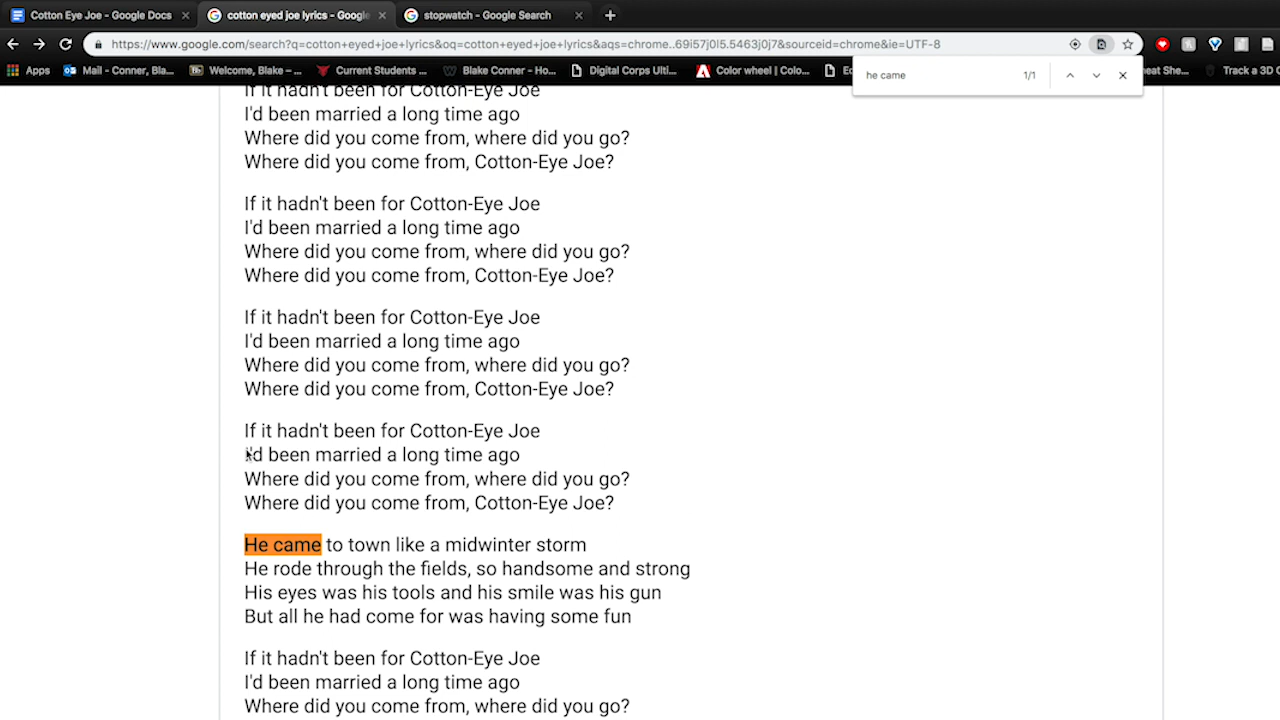 Cotton Eye Joe - Google Docs
cotton eyed joe lyrics - Google
stopwatch - Google Search
https://www.google.com/search?q=cotton+eyed+joe+lyrics&oq=cotton+eyed+joe+lyrics&aqs=chrome..69i57j0l5.5463j0j7&sourceid=chrome&ie=UTF-8
Apps Mail - Conner, Bla... Bb Welcome, Blake – ... Current Students ... Blake Conner - Ho... Digital Corps Ulti... Color wheel | Colo... Ec eat She... Track a 3D O
he came 1/1
If it hadn't been for Cotton-Eye Joe
I'd been married a long time ago
Where did you come from, where did you go?
Where did you come from, Cotton-Eye Joe?
If it hadn't been for Cotton-Eye Joe
I'd been married a long time ago
Where did you come from, where did you go?
Where did you come from, Cotton-Eye Joe?
If it hadn't been for Cotton-Eye Joe
I'd been married a long time ago
Where did you come from, where did you go?
Where did you come from, Cotton-Eye Joe?
If it hadn't been for Cotton-Eye Joe
I'd been married a long time ago
Where did you come from, where did you go?
Where did you come from, Cotton-Eye Joe?
He came to town like a midwinter storm
He rode through the fields, so handsome and strong
His eyes was his tools and his smile was his gun
But all he had come for was having some fun
If it hadn't been for Cotton-Eye Joe
I'd been married a long time ago
Where did you come from, where did you go?